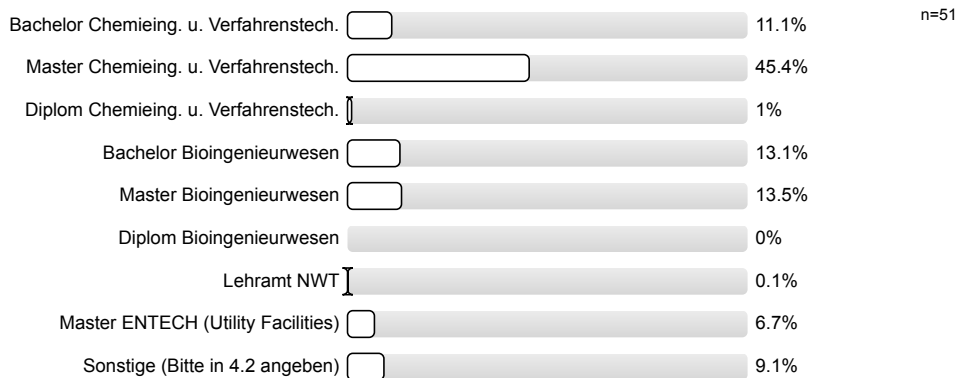 Bachelor Chemieing. u. Verfahrenstech. 11.1% n=51
Master Chemieing. u. Verfahrenstech. 45.4%
Diplom Chemieing. u. Verfahrenstech. 1%
Bachelor Bioingenieurwesen 13.1%
Master Bioingenieurwesen 13.5%
Diplom Bioingenieurwesen 0%
Lehramt NWT 0.1%
Master ENTECH (Utility Facilities) 6.7%
Sonstige (Bitte in 4.2 angeben) 9.1%